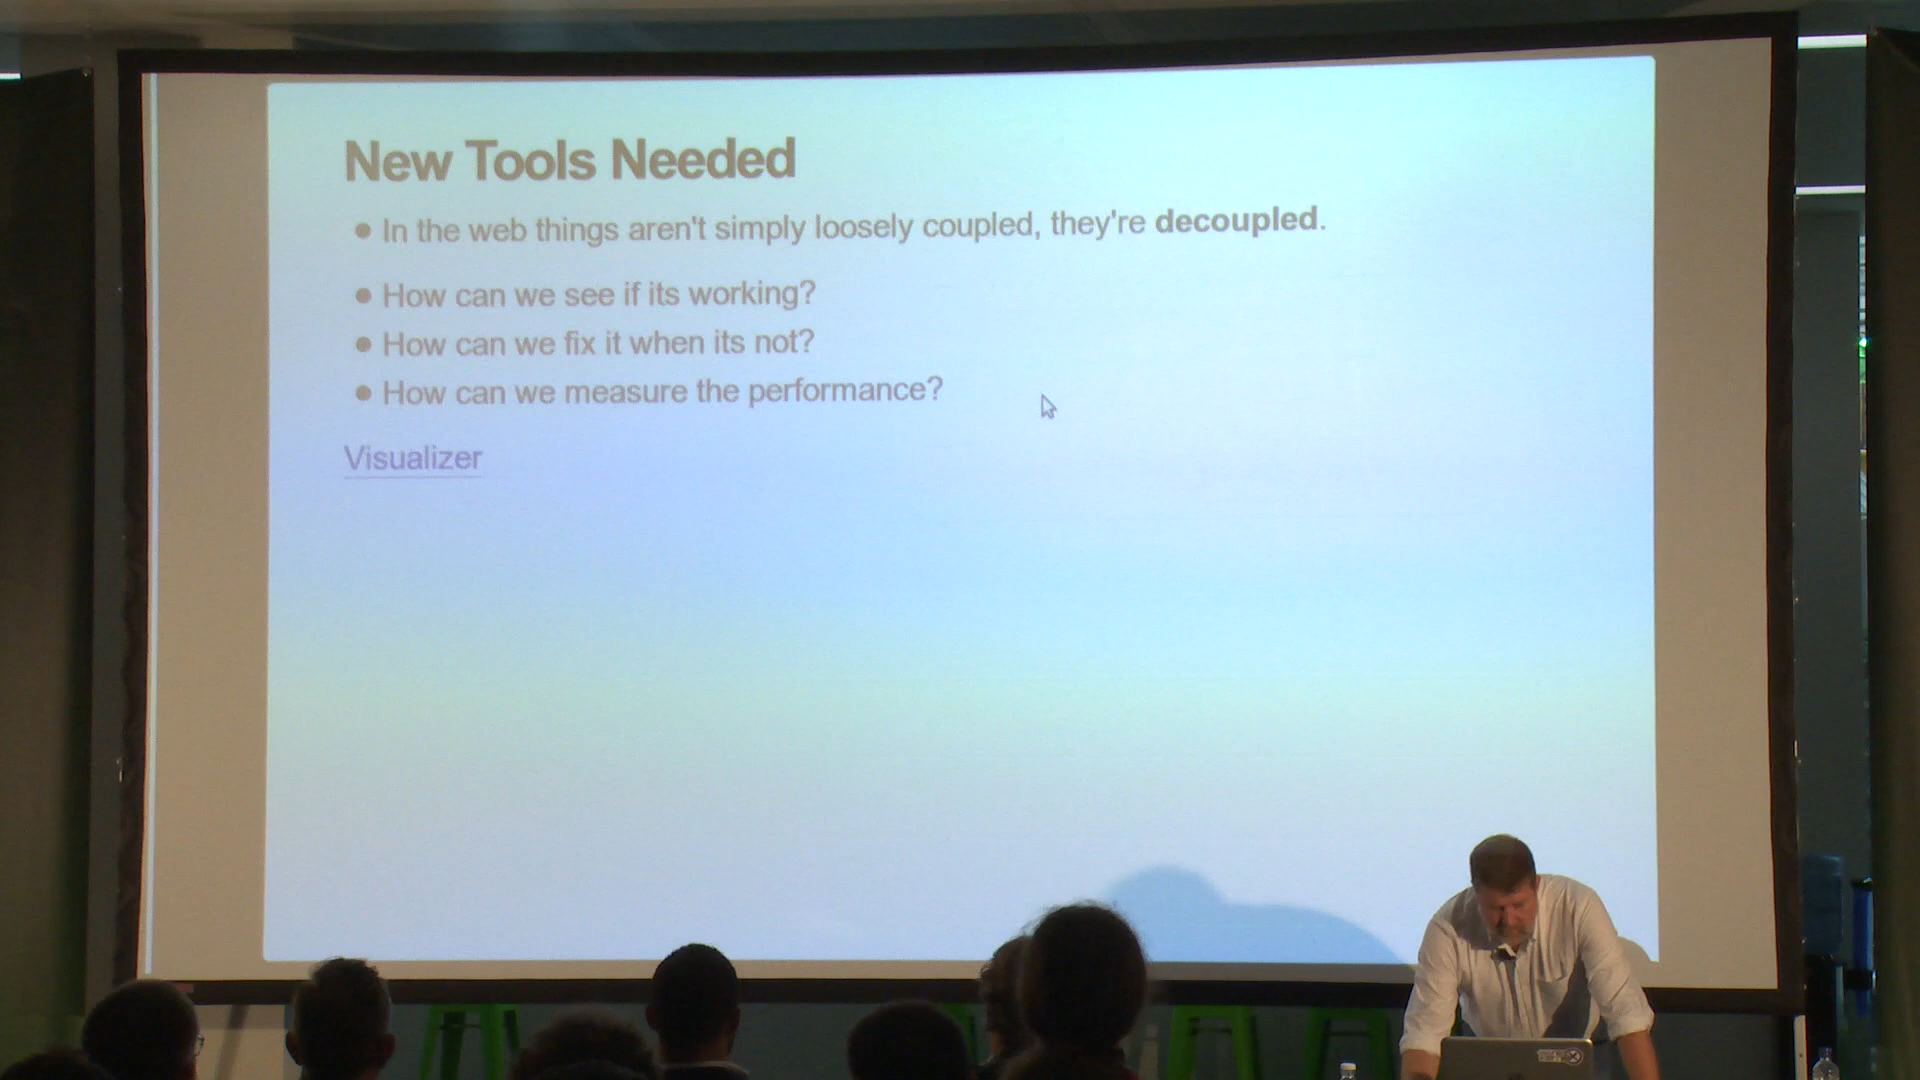 New Tools Needed
• In the web things aren't simply loosely coupled, they're decoupled.
• How can we see if its working?
• How can we fix it when its not?
• How can we measure the performance?
Visualizer